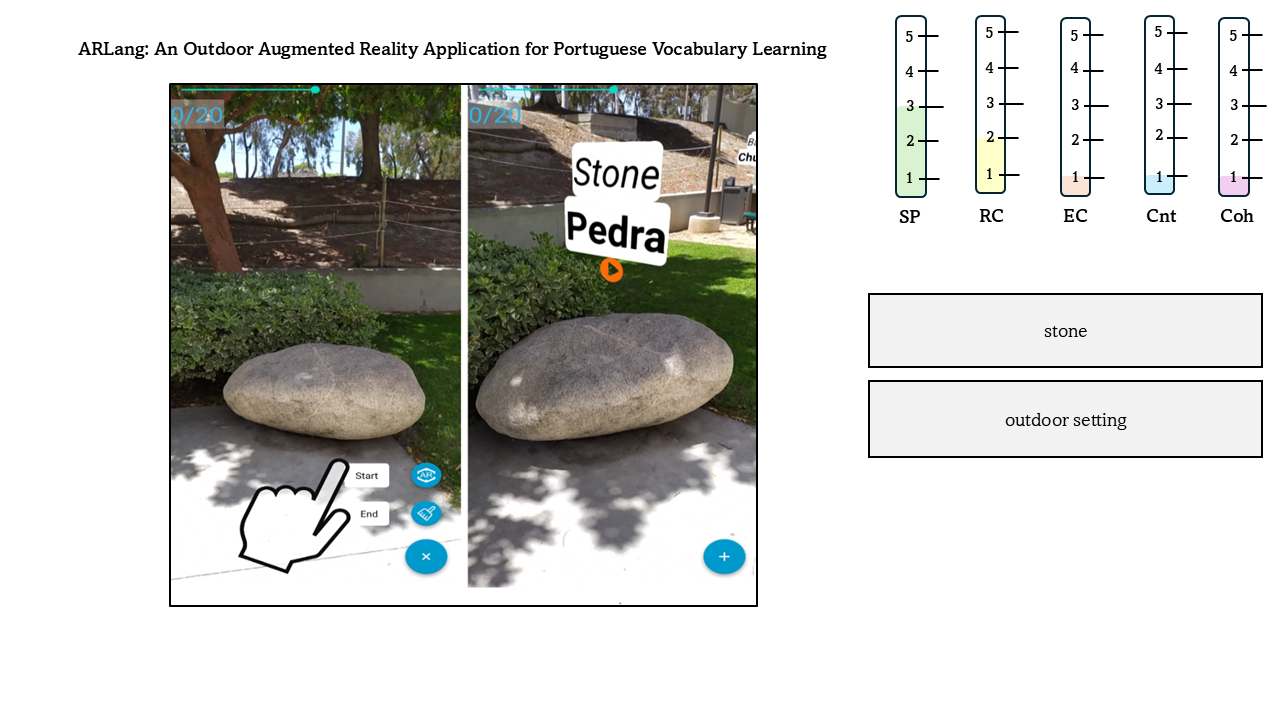 ARLang: An Outdoor Augmented Reality Application for Portuguese Vocabulary Learning
0/20
Start
End
0/20
Stone
Pedra
5
4
3
2
1
SP
5
4
3
2
1
RC
5
4
3
2
1
EC
5
4
3
2
1
Cnt
5
4
3
2
1
Coh
stone
outdoor setting